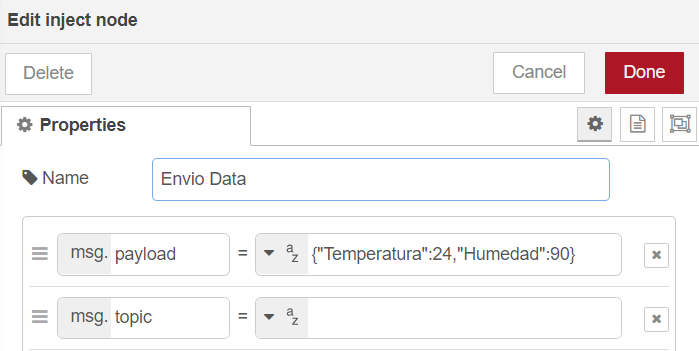 Edit inject node
Delete Cancel Done
Properties
Name Envio Data
msg. payload = az {"Temperatura":24,"Humedad":90}
msg. topic = az